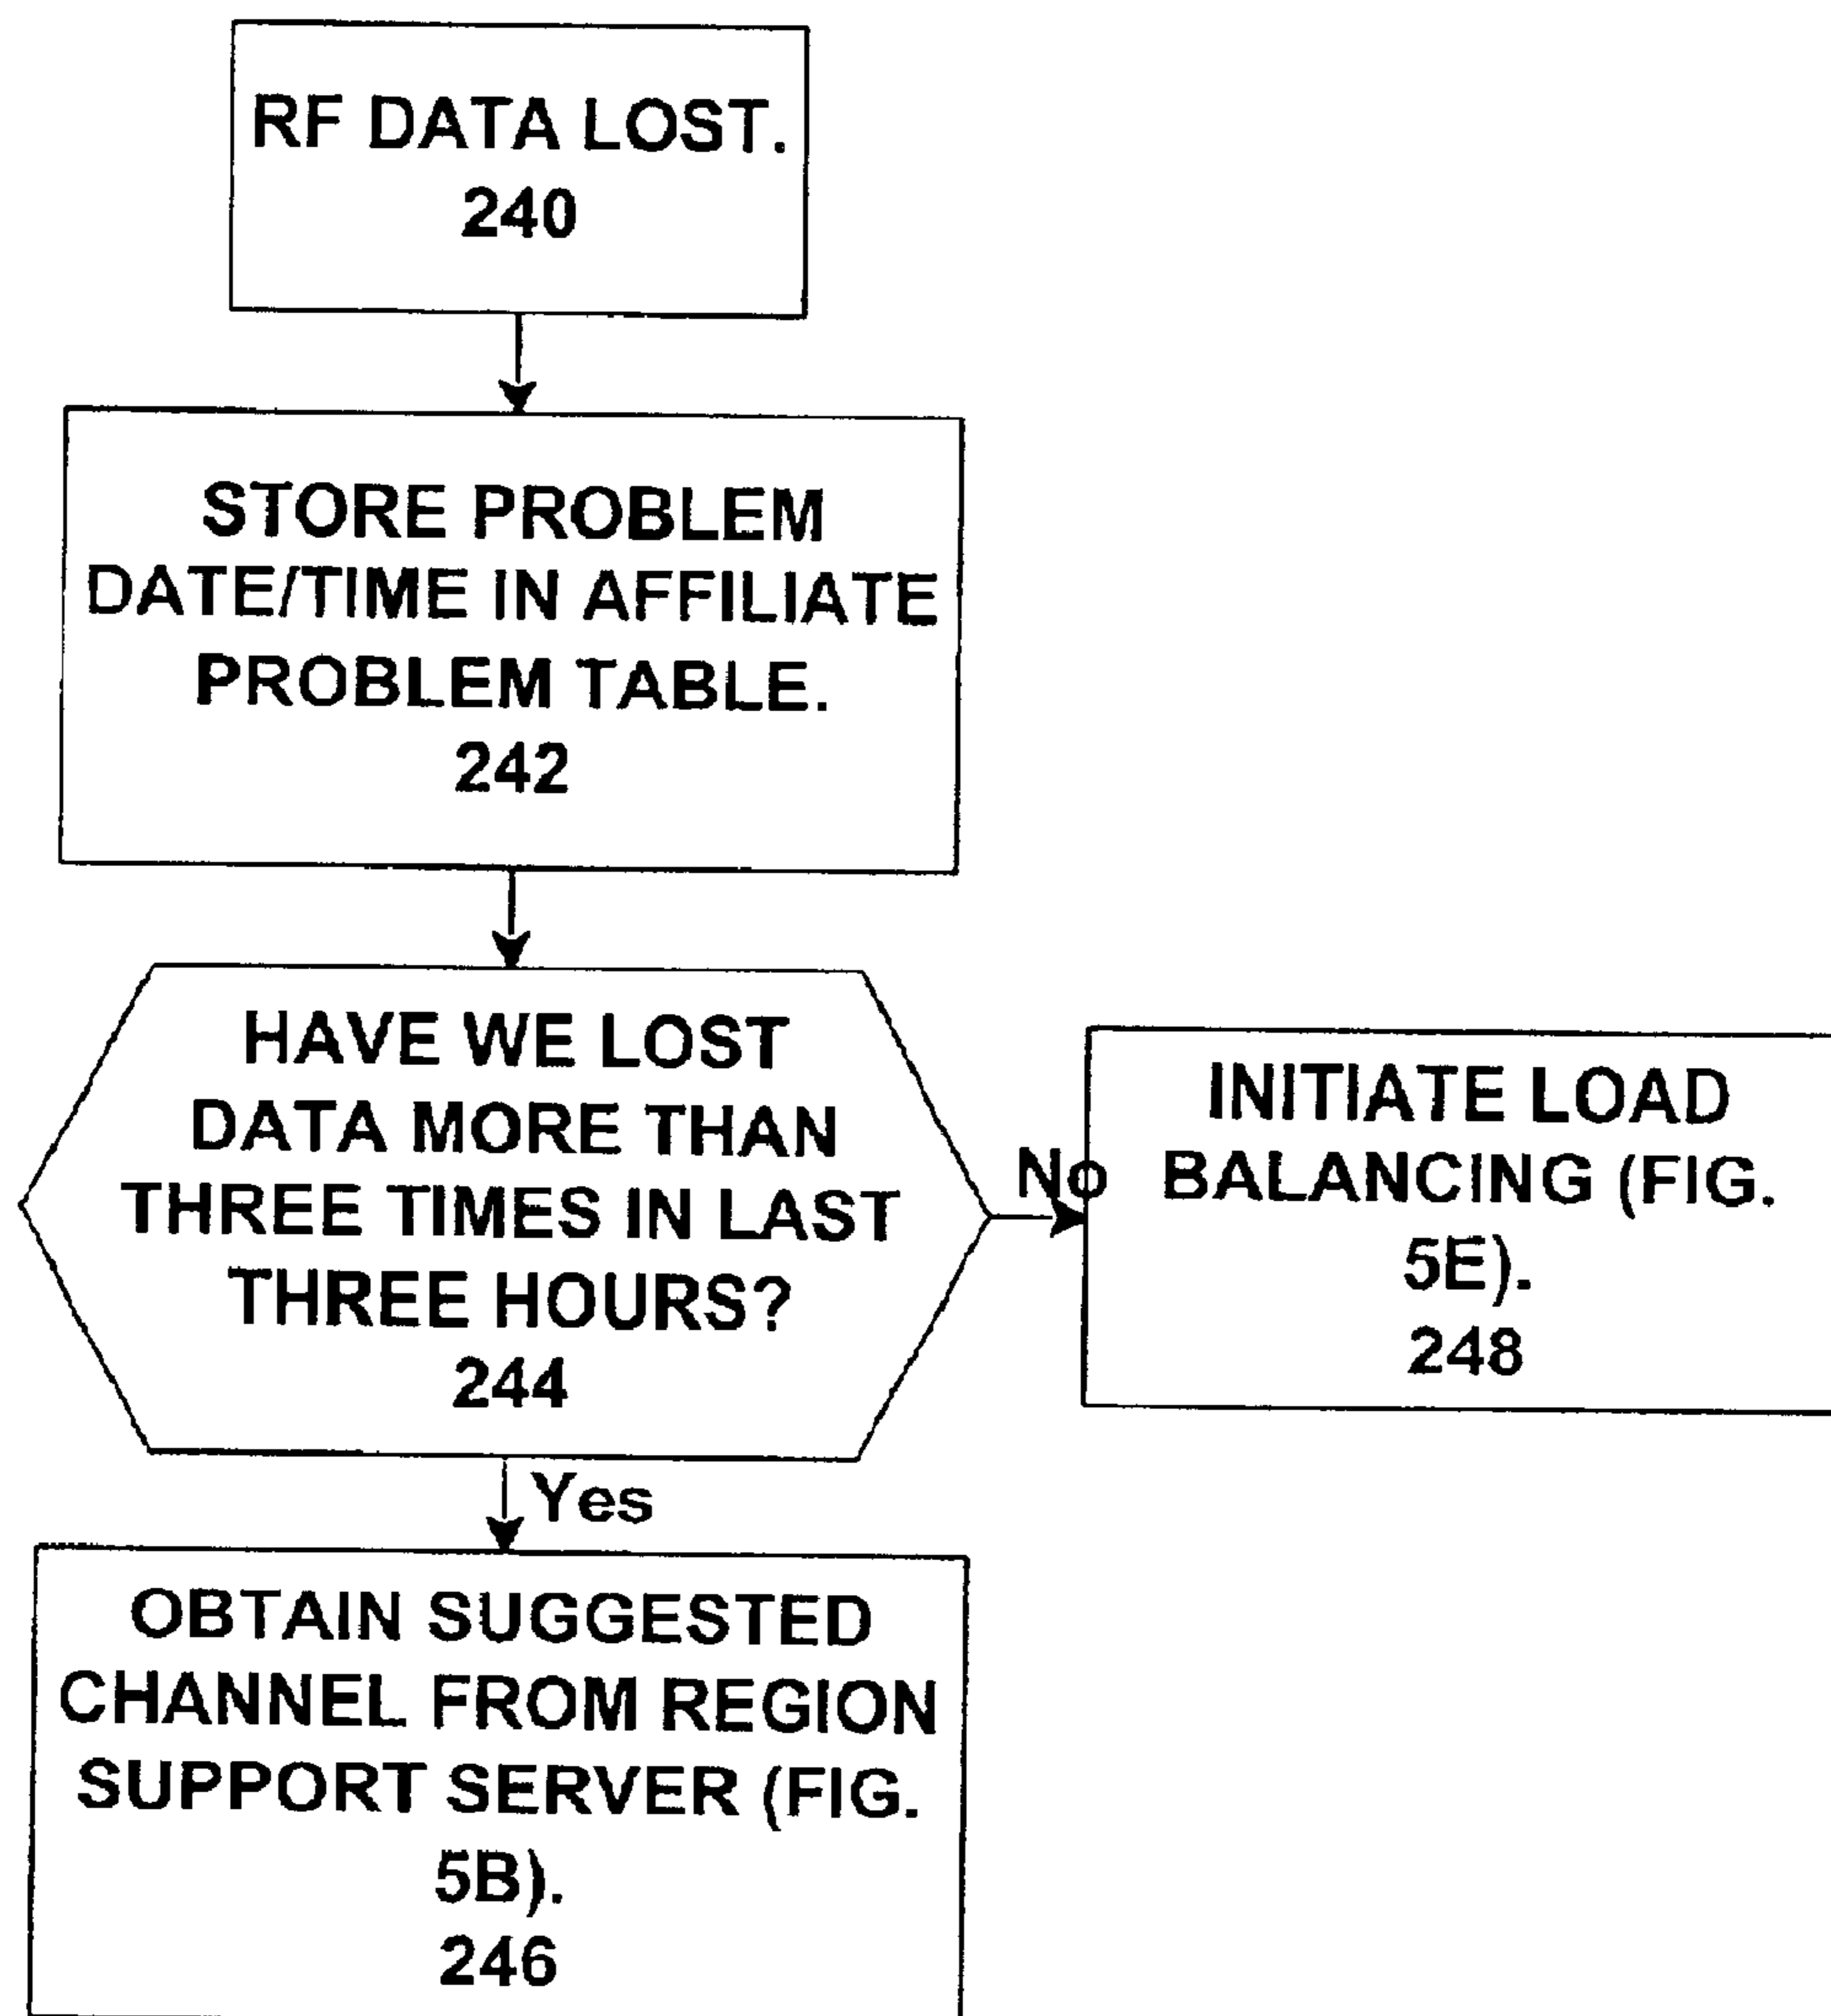 RF DATA LOST.
240
STORE PROBLEM
DATE/TIME IN AFFILIATE
PROBLEM TABLE.
242
HAVE WE LOST
DATA MORE THAN
THREE TIMES IN LAST
THREE HOURS?
244
No
INITIATE LOAD
BALANCING (FIG.
5E).
248
Yes
OBTAIN SUGGESTED
CHANNEL FROM REGION
SUPPORT SERVER (FIG.
5B).
246